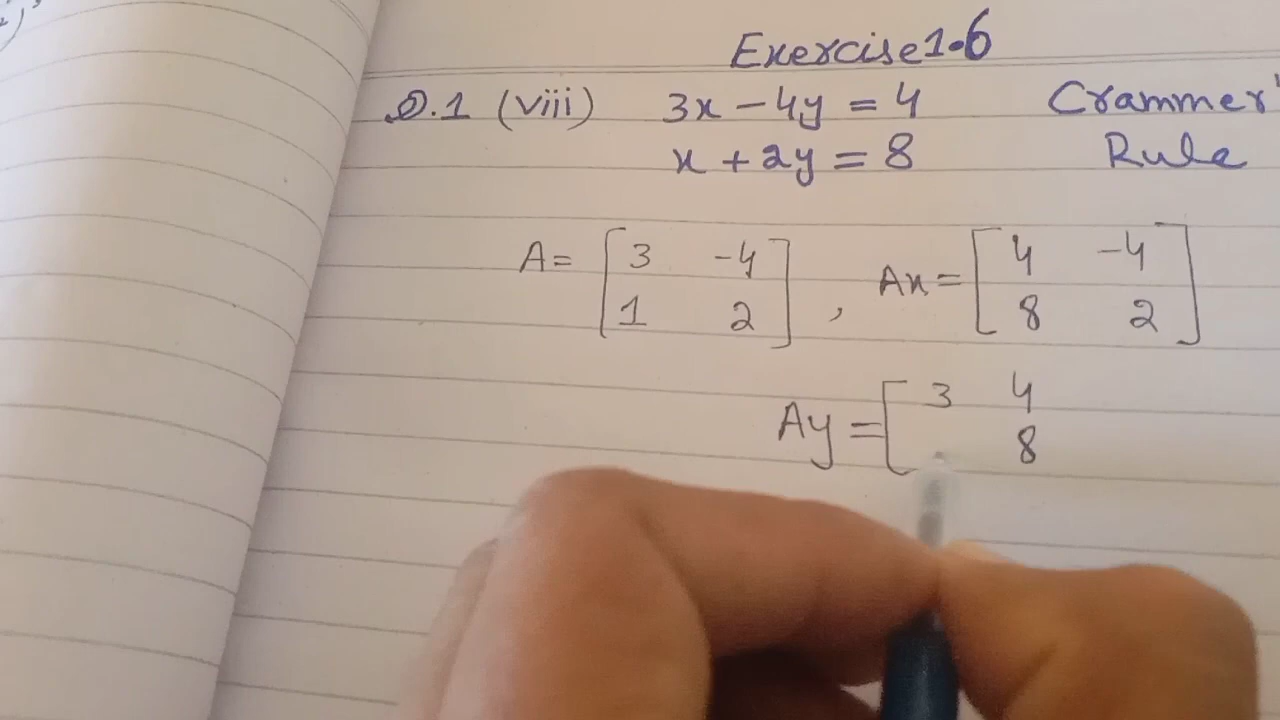 Exercise 1.6
Q.1 (viii) 3x - 4y = 4 Crammer'
x + 2y = 8 Rule
A = [3 -4
1 2] , Ax = [4 -4
8 2]
Ay = [3 4
8